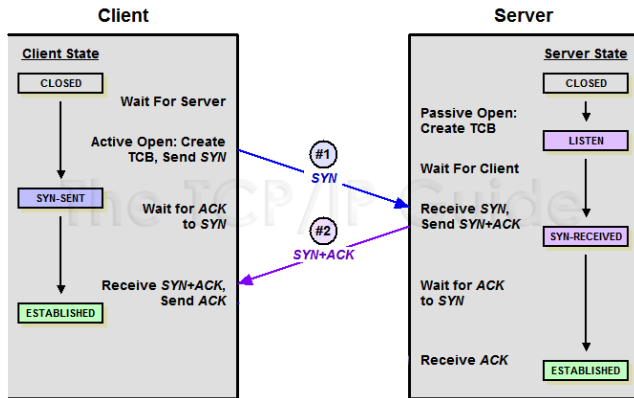 Client
Server
Client State
CLOSED
Wait For Server
Active Open: Create
TCB, Send SYN
SYN-SENT
Wait for ACK
to SYN
Receive SYN+ACK,
Send ACK
ESTABLISHED
#1
SYN
#2
SYN+ACK
Server State
CLOSED
Passive Open:
Create TCB
LISTEN
Wait For Client
Receive SYN,
Send SYN+ACK
SYN-RECEIVED
Wait for ACK
to SYN
Receive ACK
ESTABLISHED
The TCP/IP Guide